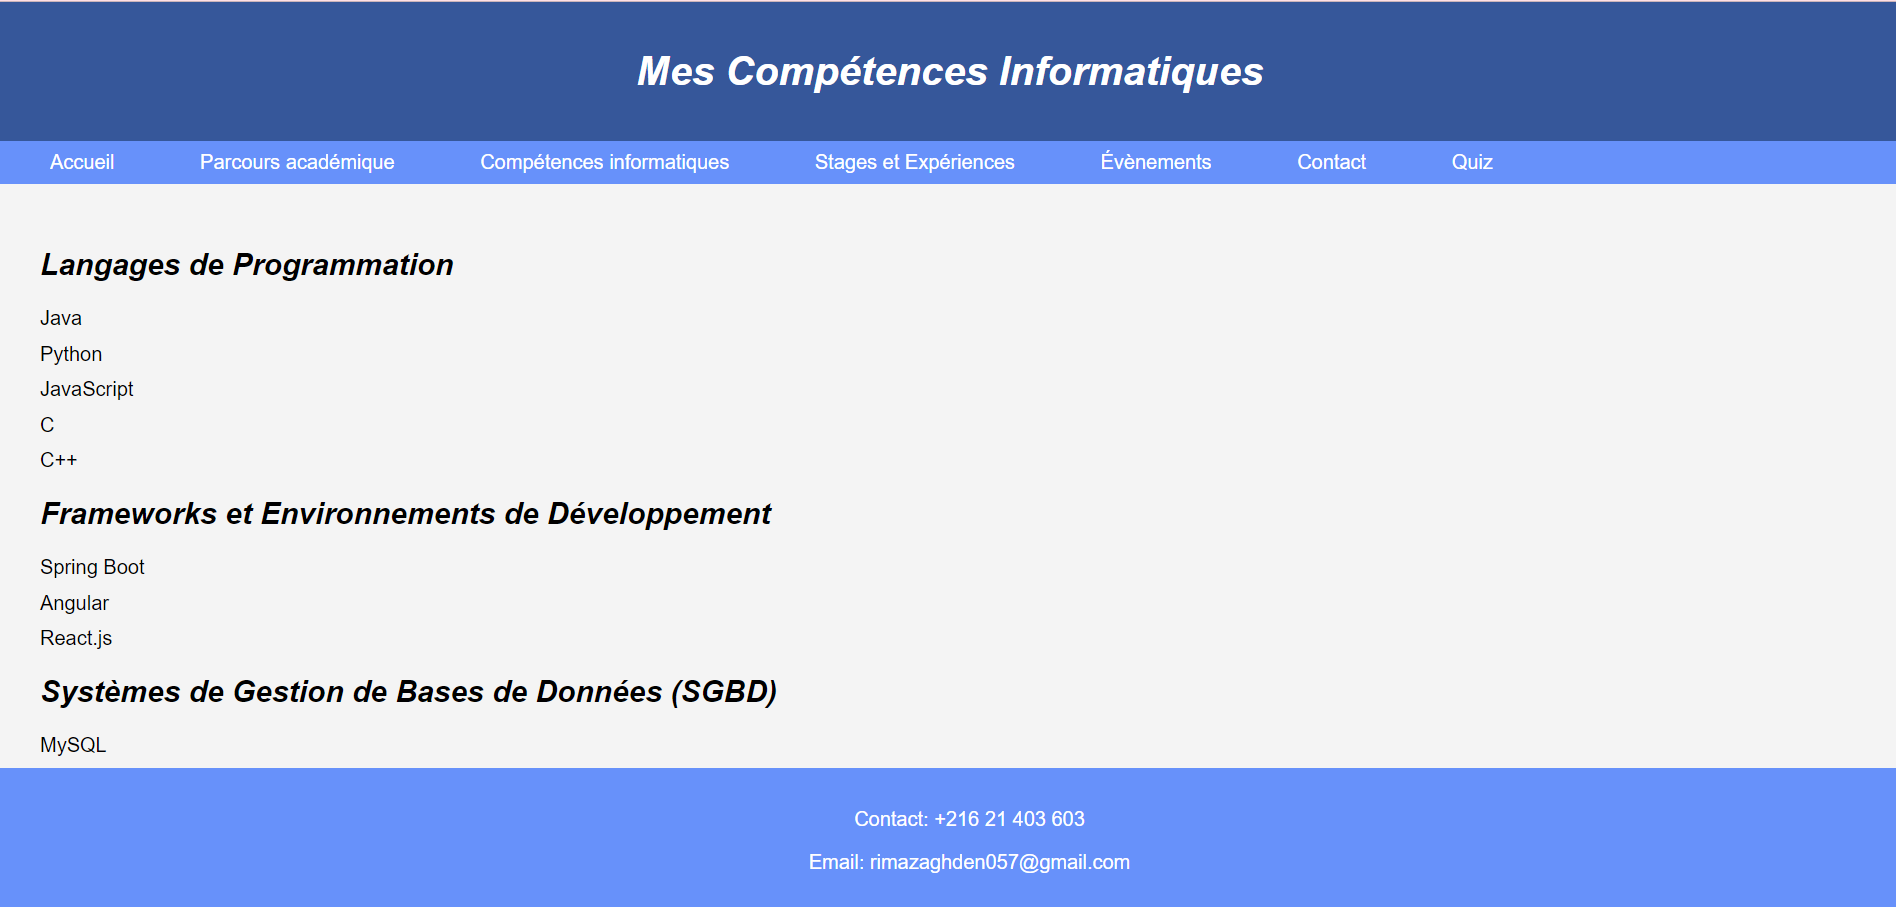 Mes Compétences Informatiques
Accueil Parcours académique Compétences informatiques Stages et Expériences Évènements Contact Quiz
Langages de Programmation
Java
Python
JavaScript
C
C++
Frameworks et Environnements de Développement
Spring Boot
Angular
React.js
Systèmes de Gestion de Bases de Données (SGBD)
MySQL
Contact: +216 21 403 603
Email: rimazaghden057@gmail.com